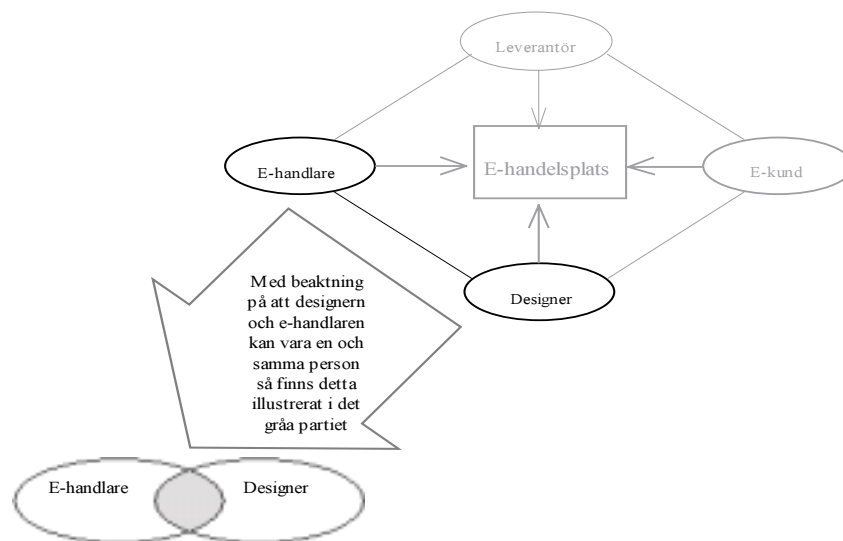 Leverantör
E-handlare
E-handelsplats
E-kund
Designer
Med beaktning
på att designern
och e-handlaren
kan vara en och
samma person
så finns detta
illustrerat i det
gråa partiet
E-handlare
Designer